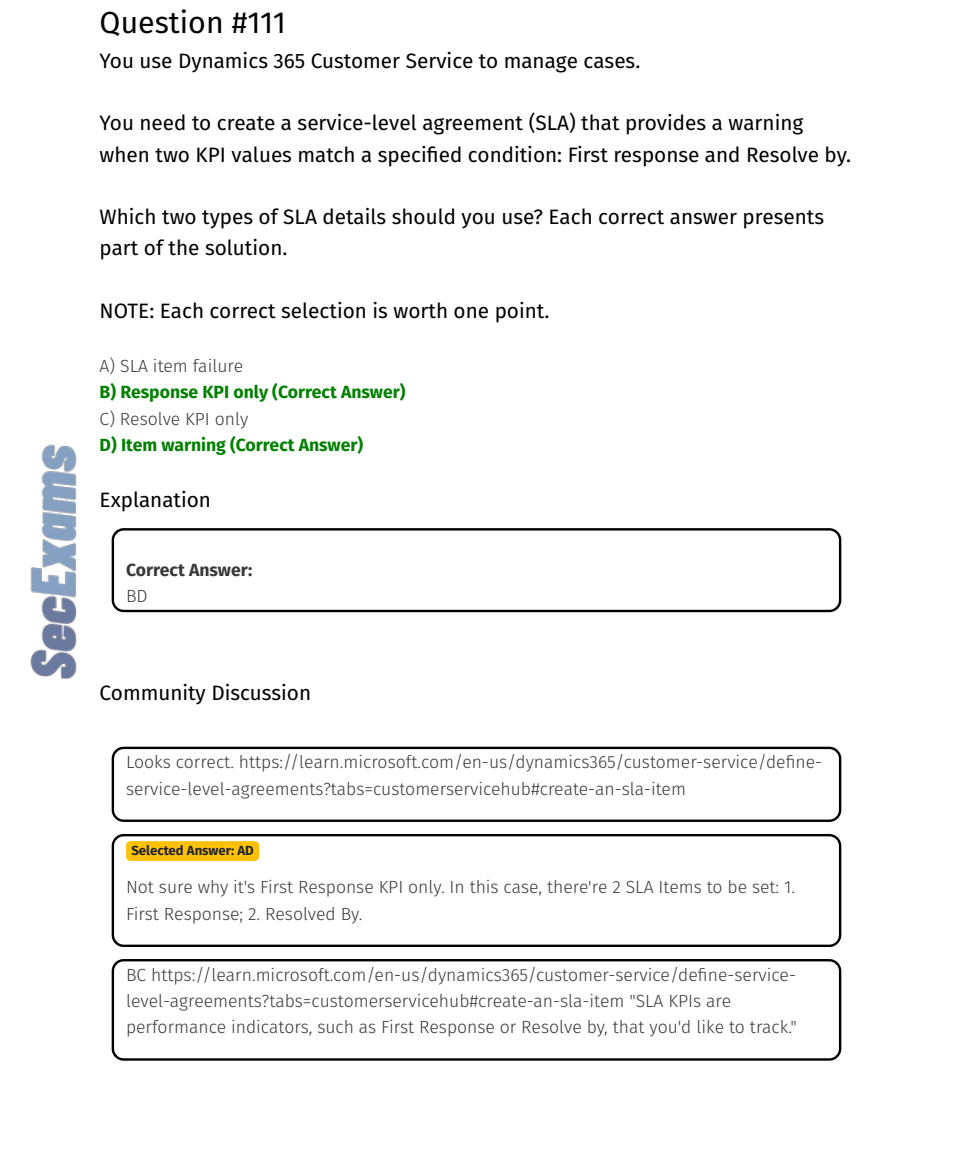 Question #111
You use Dynamics 365 Customer Service to manage cases.
You need to create a service-level agreement (SLA) that provides a warning
when two KPI values match a specified condition: First response and Resolve by.
Which two types of SLA details should you use? Each correct answer presents
part of the solution.
NOTE: Each correct selection is worth one point.
A) SLA item failure
B) Response KPI only (Correct Answer)
C) Resolve KPI only
D) Item warning (Correct Answer)
SecExams
Explanation
Correct Answer:
BD
Community Discussion
Looks correct. https://learn.microsoft.com/en-us/dynamics365/customer-service/define-
service-level-agreements?tabs=customerservicehub#create-an-sla-item
Selected Answer: AD
Not sure why it's First Response KPI only. In this case, there're 2 SLA Items to be set: 1.
First Response; 2. Resolved By.
BC https://learn.microsoft.com/en-us/dynamics365/customer-service/define-service-
level-agreements?tabs=customerservicehub#create-an-sla-item "SLA KPIs are
performance indicators, such as First Response or Resolve by, that you'd like to track."